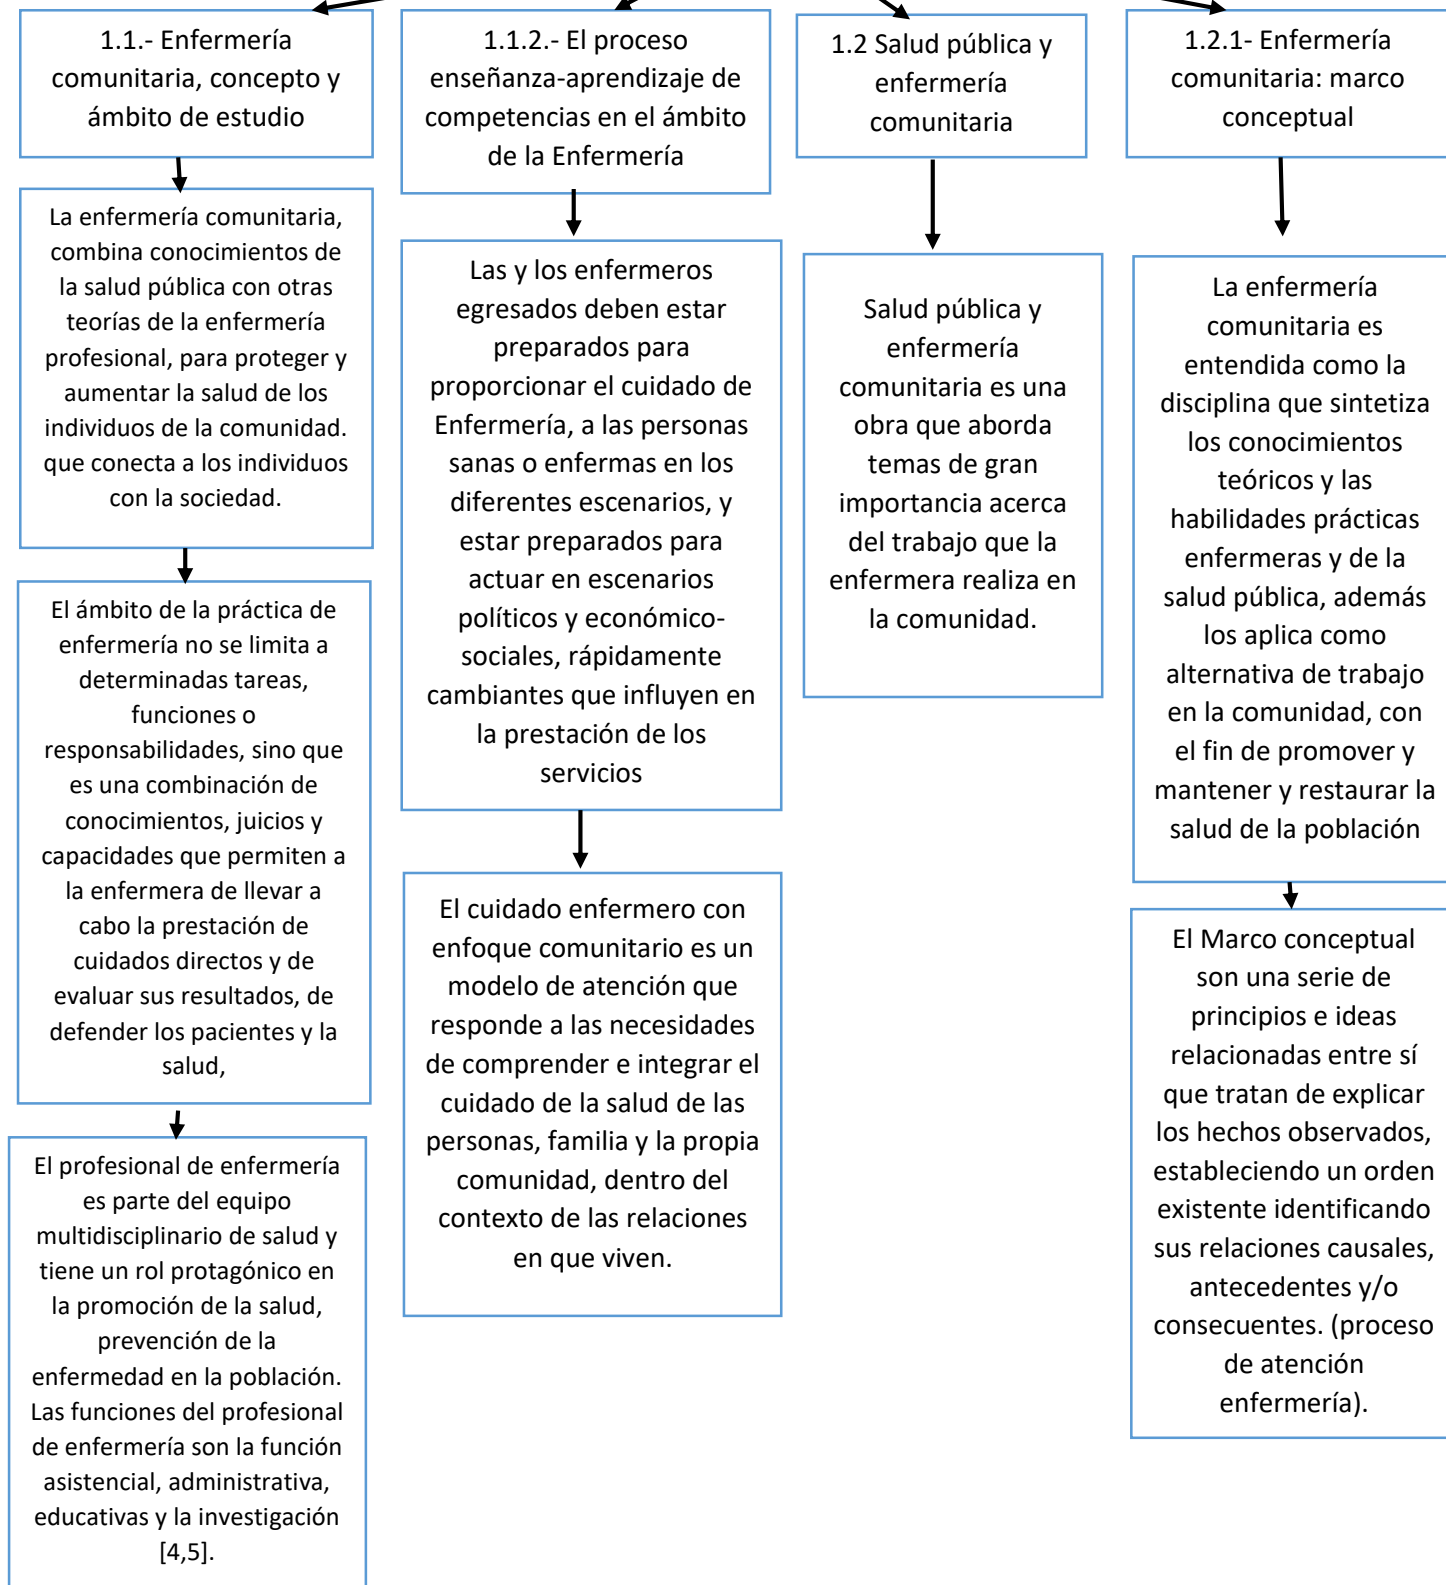 1.1.- Enfermería
comunitaria, concepto y
ámbito de estudio
La enfermería comunitaria,
combina conocimientos de
la salud pública con otras
teorías de la enfermería
profesional, para proteger y
aumentar la salud de los
individuos de la comunidad.
que conecta a los individuos
con la sociedad.
El ámbito de la práctica de
enfermería no se limita a
determinadas tareas,
funciones o
responsabilidades, sino que
es una combinación de
conocimientos, juicios y
capacidades que permiten a
la enfermera de llevar a
cabo la prestación de
cuidados directos y de
evaluar sus resultados, de
defender los pacientes y la
salud,
El profesional de enfermería
es parte del equipo
multidisciplinario de salud y
tiene un rol protagónico en
la promoción de la salud,
prevención de la
enfermedad en la población.
Las funciones del profesional
de enfermería son la función
asistencial, administrativa,
educativas y la investigación
[4,5].
1.1.2.- El proceso
enseñanza-aprendizaje de
competencias en el ámbito
de la Enfermería
Las y los enfermeros
egresados deben estar
preparados para
proporcionar el cuidado de
Enfermería, a las personas
sanas o enfermas en los
diferentes escenarios, y
estar preparados para
actuar en escenarios
políticos y económico-
sociales, rápidamente
cambiantes que influyen en
la prestación de los
servicios
El cuidado enfermero con
enfoque comunitario es un
modelo de atención que
responde a las necesidades
de comprender e integrar el
cuidado de la salud de las
personas, familia y la propia
comunidad, dentro del
contexto de las relaciones
en que viven.
1.2 Salud pública y
enfermería
comunitaria
Salud pública y
enfermería
comunitaria es una
obra que aborda
temas de gran
importancia acerca
del trabajo que la
enfermera realiza en
la comunidad.
1.2.1- Enfermería
comunitaria: marco
conceptual
La enfermería
comunitaria es
entendida como la
disciplina que sintetiza
los conocimientos
teóricos y las
habilidades prácticas
enfermeras y de la
salud pública, además
los aplica como
alternativa de trabajo
en la comunidad, con
el fin de promover y
mantener y restaurar la
salud de la población
El Marco conceptual
son una serie de
principios e ideas
relacionadas entre sí
que tratan de explicar
los hechos observados,
estableciendo un orden
existente identificando
sus relaciones causales,
antecedentes y/o
consecuentes. (proceso
de atención
enfermería).